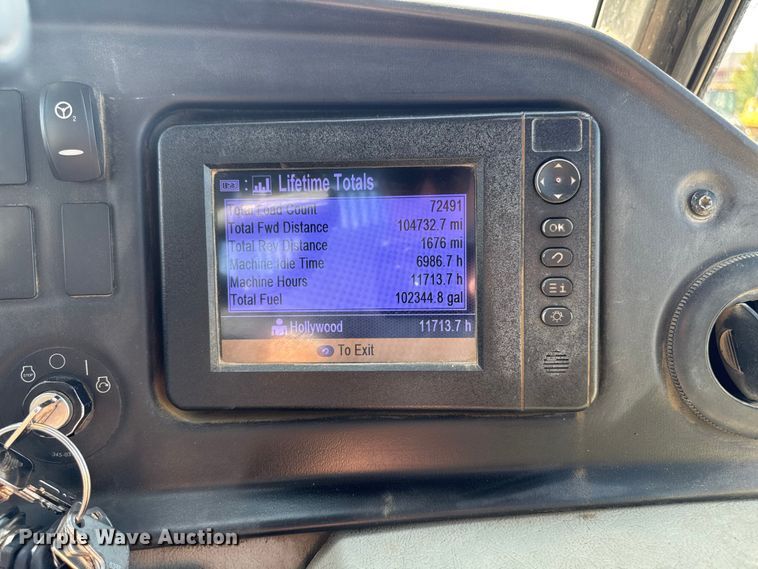 2
: Lifetime Totals
Total Load Count 72491
Total Fwd Distance 104732.7 mi
Total Rev Distance 1676 mi
Machine Idle Time 6986.7 h
Machine Hours 11713.7 h
Total Fuel 102344.8 gal
Hollywood 11713.7 h
To Exit
OK
i
STOP
Purple Wave Auction